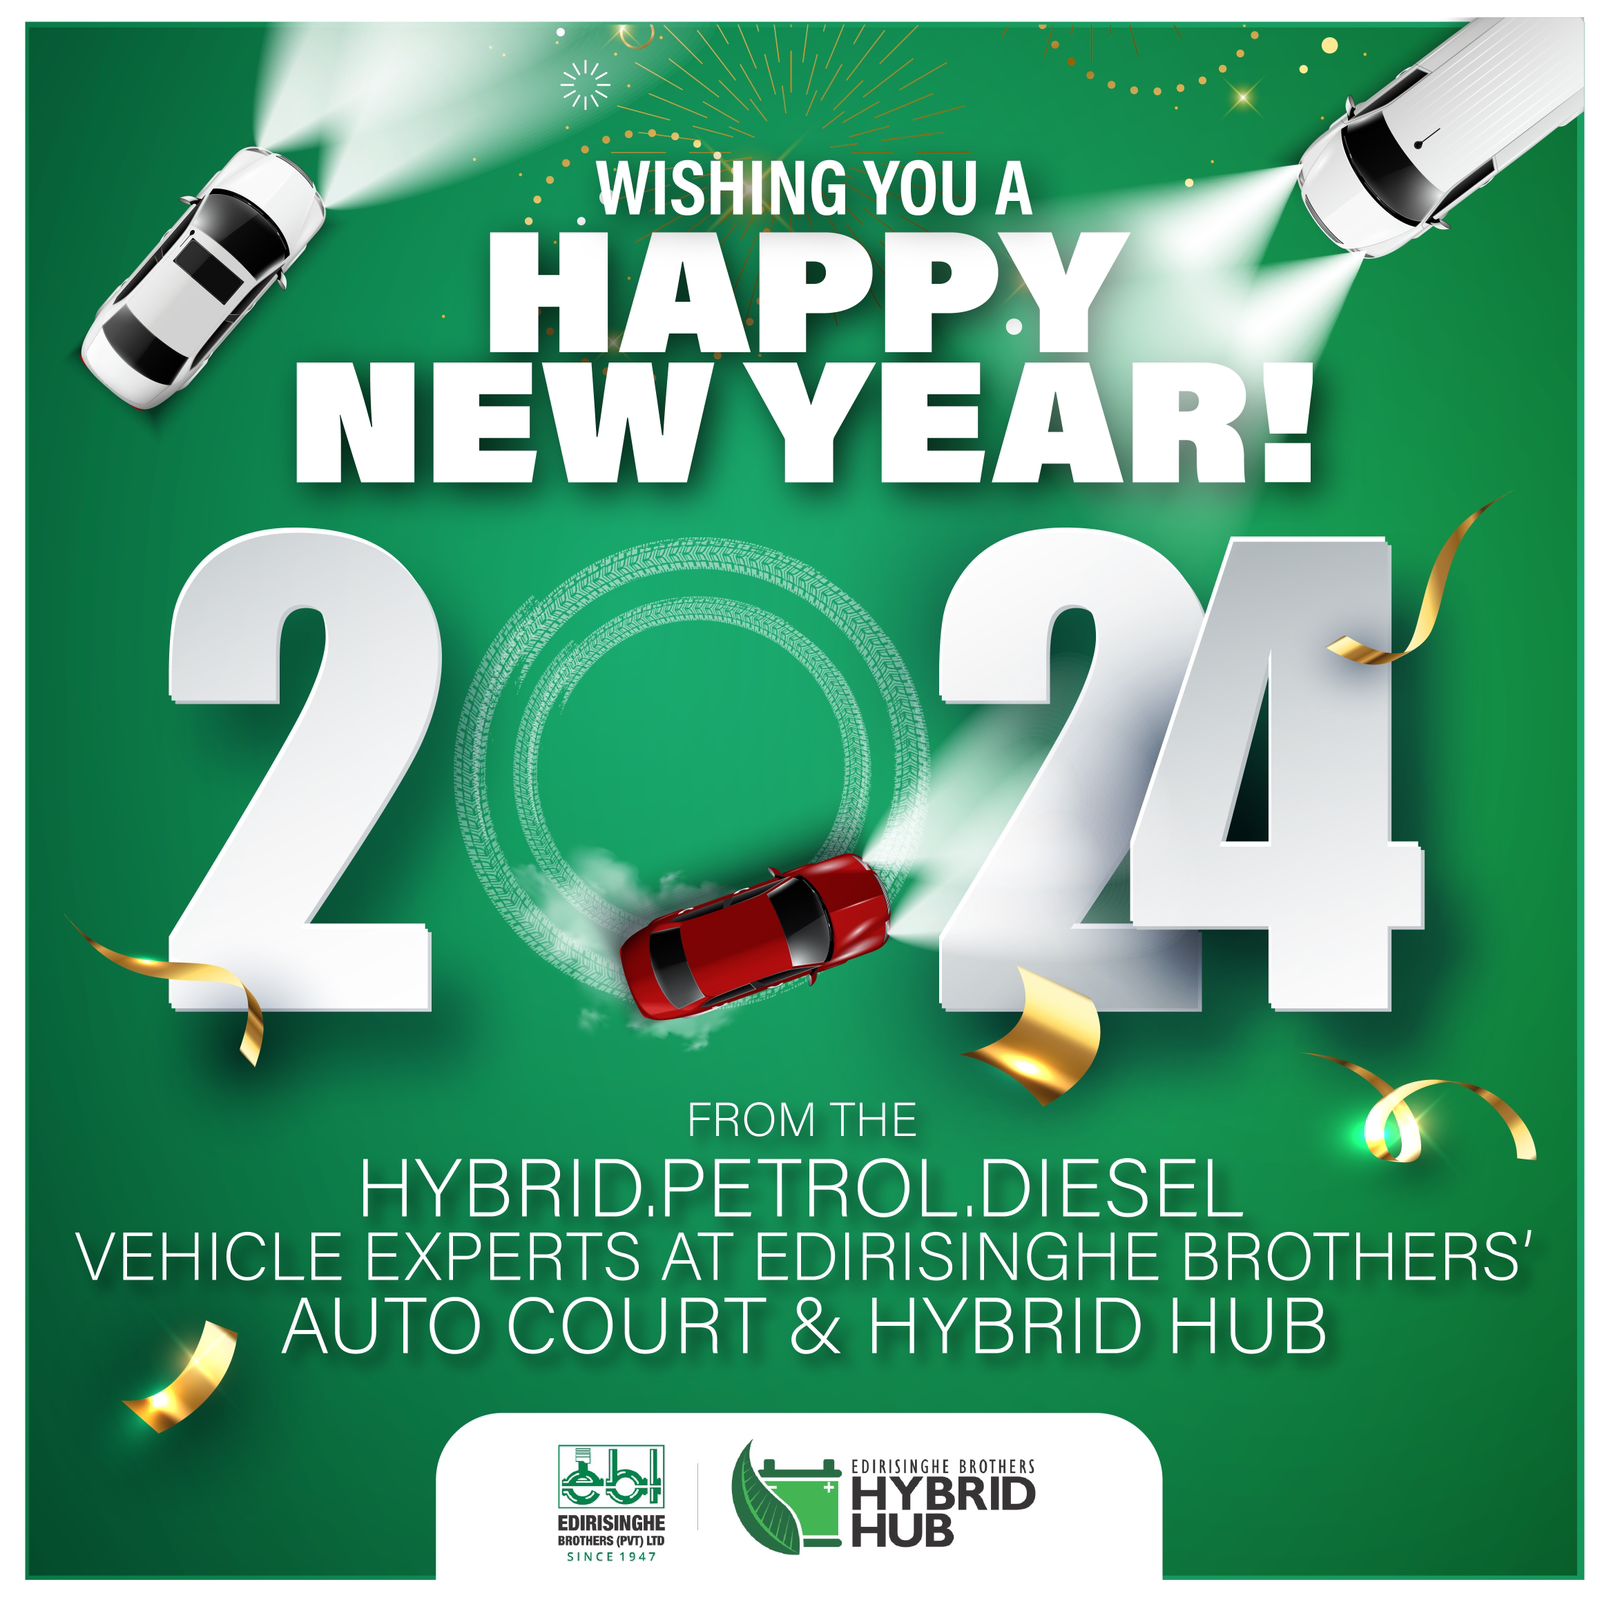 WISHING YOU A
HAPPY
NEW YEAR!
2024
FROM THE
HYBRID.PETROL.DIESEL
VEHICLE EXPERTS AT EDIRISINGHE BROTHERS’
AUTO COURT & HYBRID HUB
ebl
EDIRISINGHE
BROTHERS (PVT) LTD
SINCE 1947
EDIRISINGHE BROTHERS
HYBRID
HUB